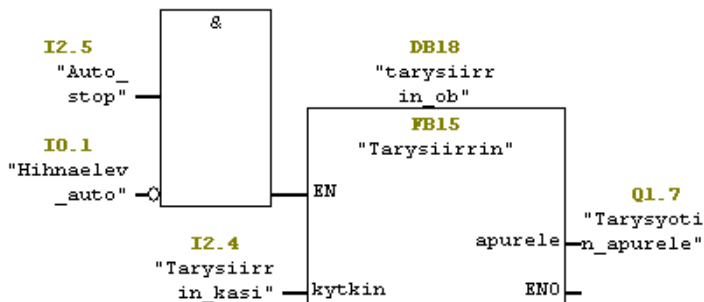 &
I2.5
"Auto_
stop"
I0.1
"Hihnaelev
_auto"
DB18
"tarysiirr
in_ob"
FB15
"Tarysiirrin"
EN
I2.4
"Tarysiirr
in_kasi"
kytkin
apurele
Q1.7
"Tarysyoti
n_apurele"
ENO